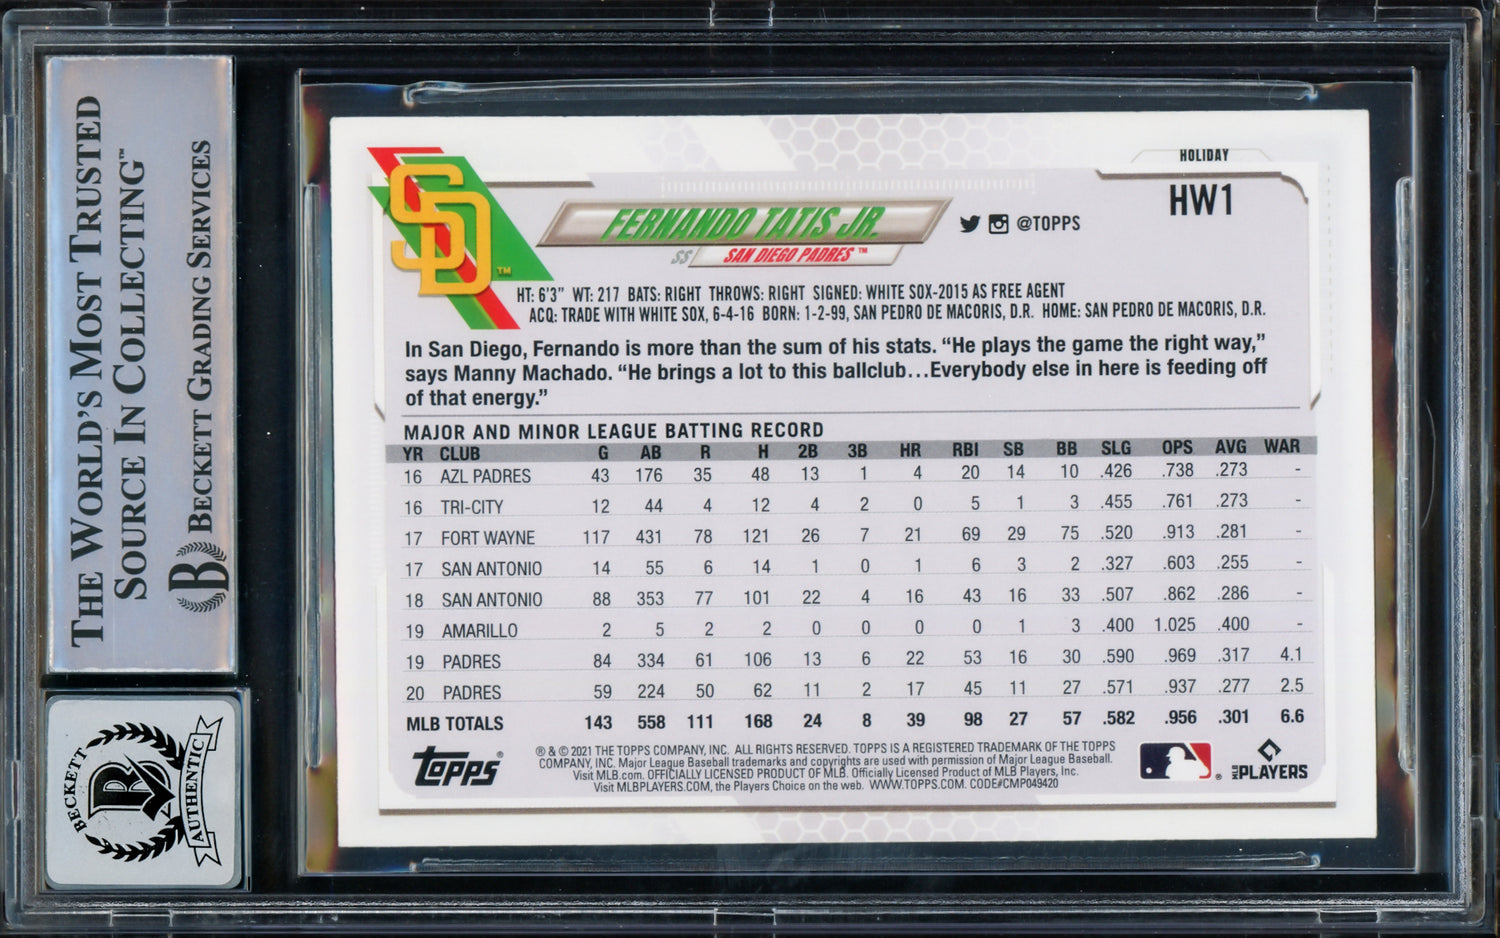 THE WORLD'S MOST TRUSTED
SOURCE IN COLLECTING™
BECKETT GRADING SERVICES
BECKETT
B
AUTHENTIC
HOLIDAY
HW1
SD™
FERNANDO TATIS JR.
@TOPPS
SS SAN DIEGO PADRES™
HT: 6'3" WT: 217 BATS: RIGHT THROWS: RIGHT SIGNED: WHITE SOX-2015 AS FREE AGENT
ACQ: TRADE WITH WHITE SOX, 6-4-16 BORN: 1-2-99, SAN PEDRO DE MACORIS, D.R. HOME: SAN PEDRO DE MACORIS, D.R.
In San Diego, Fernando is more than the sum of his stats. “He plays the game the right way,”
says Manny Machado. “He brings a lot to this ballclub...Everybody else in here is feeding off
of that energy.”
MAJOR AND MINOR LEAGUE BATTING RECORD
YR CLUB G AB R H 2B 3B HR RBI SB BB SLG OPS AVG WAR
16 AZL PADRES 43 176 35 48 13 1 4 20 14 10 .426 .738 .273 -
16 TRI-CITY 12 44 4 12 4 2 0 5 1 3 .455 .761 .273 -
17 FORT WAYNE 117 431 78 121 26 7 21 69 29 75 .520 .913 .281 -
17 SAN ANTONIO 14 55 6 14 1 0 1 6 3 2 .327 .603 .255 -
18 SAN ANTONIO 88 353 77 101 22 4 16 43 16 33 .507 .862 .286 -
19 AMARILLO 2 5 2 2 0 0 0 0 1 3 .400 1.025 .400 -
19 PADRES 84 334 61 106 13 6 22 53 16 30 .590 .969 .317 4.1
20 PADRES 59 224 50 62 11 2 17 45 11 27 .571 .937 .277 2.5
MLB TOTALS 143 558 111 168 24 8 39 98 27 57 .582 .956 .301 6.6
TOPPS®
® & © 2021 THE TOPPS COMPANY, INC. ALL RIGHTS RESERVED. TOPPS IS A REGISTERED TRADEMARK OF THE TOPPS
COMPANY, INC. Major League Baseball trademarks and copyrights are used with permission of Major League Baseball.
Visit MLB.com. OFFICIALLY LICENSED PRODUCT OF MLB. Officially Licensed Product of MLB Players, Inc.
Visit MLBPLAYERS.COM, the Players Choice on the web. WWW.TOPPS.COM. CODE#CMP049420
®
MLB PLAYERS